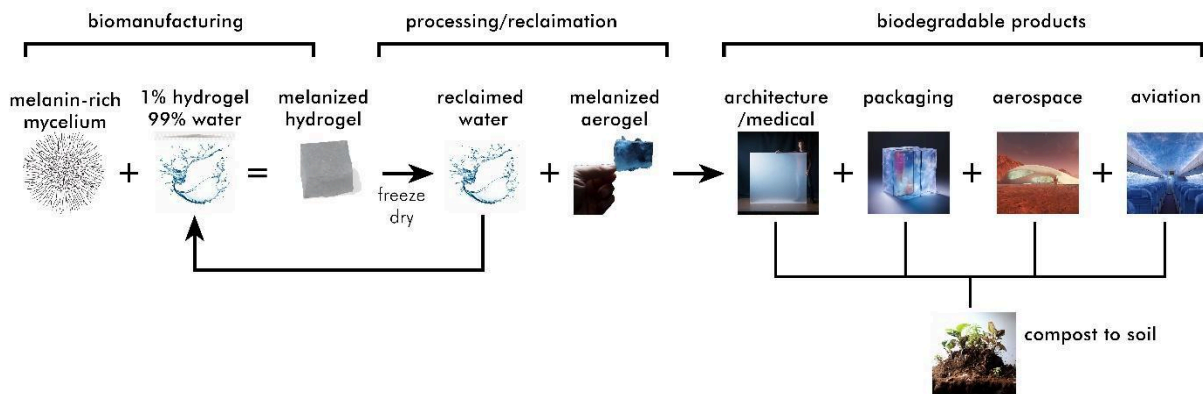 biomanufacturing
processing/reclaimation
biodegradable products
melanin-rich
mycelium
1% hydrogel
99% water
melanized
hydrogel
reclaimed
water
melanized
aerogel
architecture
/medical
packaging
aerospace
aviation
+
=
freeze
dry
+
+
+
+
compost to soil